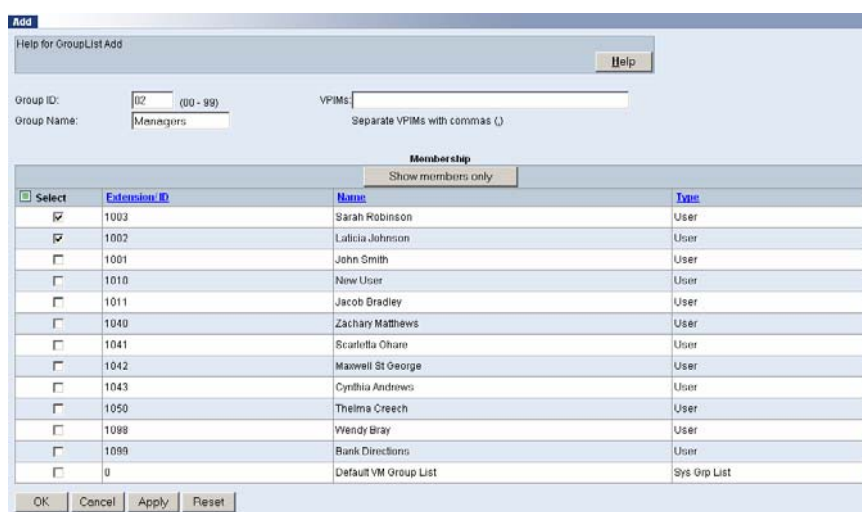 Add
Help for GroupList Add
Help
Group ID: 02 (00 - 99) VPIMs:
Group Name: Managers Separate VPIMs with commas (,)
Membership
Show members only
Select Extension/ID Name Type
1003 Sarah Robinson User
1002 Laticia Johnson User
1001 John Smith User
1010 New User User
1011 Jacob Bradley User
1040 Zachary Matthews User
1041 Scarletta Ohare User
1042 Maxwell St George User
1043 Cynthia Andrews User
1050 Thelma Creech User
1098 Wendy Bray User
1099 Bank Directions User
0 Default VM Group List Sys Grp List
OK Cancel Apply Reset